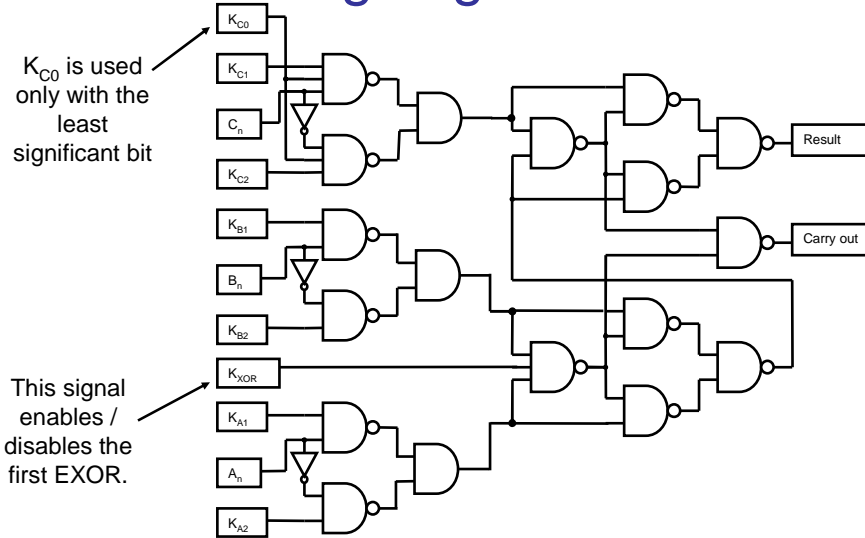 K_C0
K_C1
C_n
K_C2
K_C0 is used
only with the
least
significant bit
K_B1
B_n
K_B2
K_XOR
K_A1
A_n
K_A2
This signal
enables /
disables the
first EXOR.
Result
Carry out